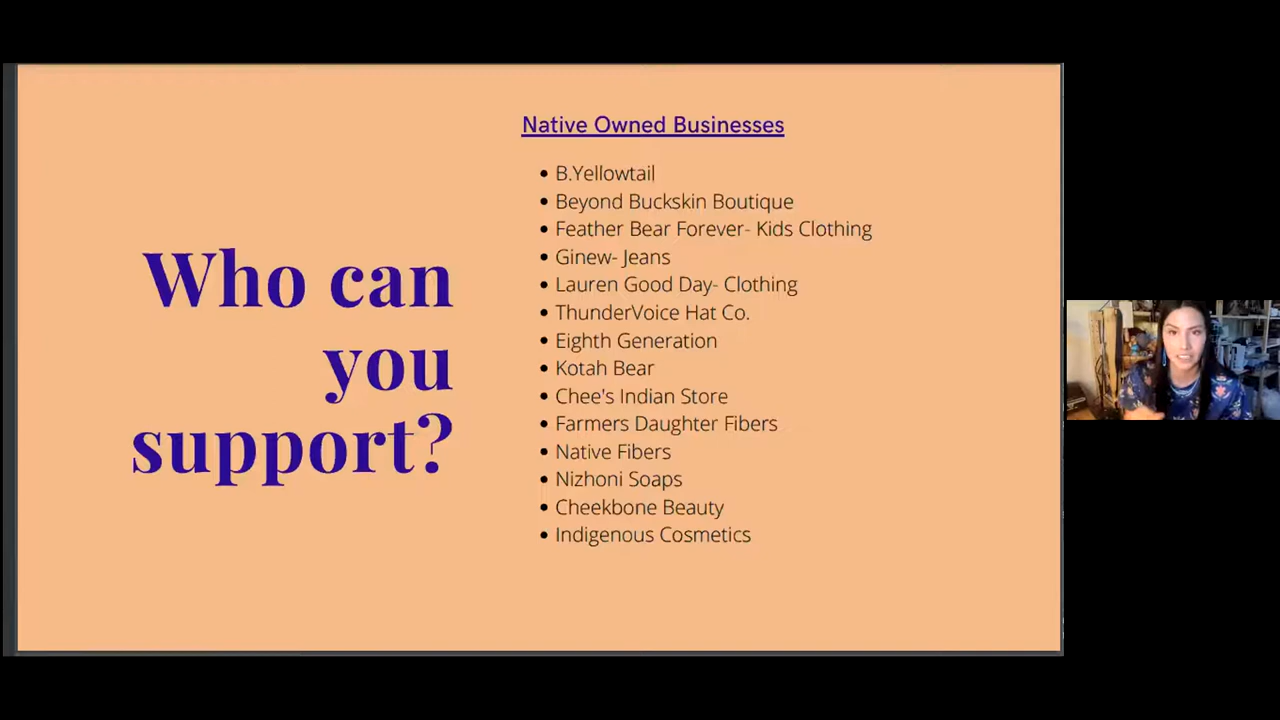 Who can
you
support?
Native Owned Businesses
• B.Yellowtail
• Beyond Buckskin Boutique
• Feather Bear Forever- Kids Clothing
• Ginew- Jeans
• Lauren Good Day- Clothing
• ThunderVoice Hat Co.
• Eighth Generation
• Kotah Bear
• Chee's Indian Store
• Farmers Daughter Fibers
• Native Fibers
• Nizhoni Soaps
• Cheekbone Beauty
• Indigenous Cosmetics